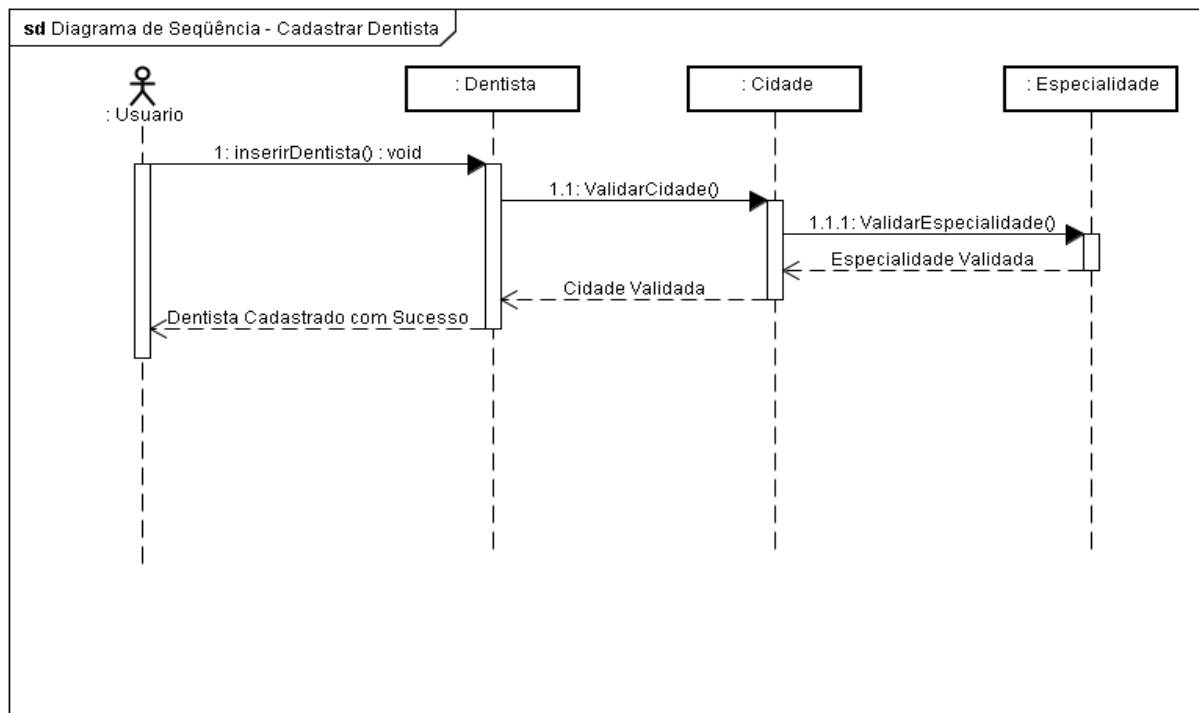 sd Diagrama de Seqüência - Cadastrar Dentista
: Usuario
: Dentista
: Cidade
: Especialidade
1: inserirDentista() : void
1.1: ValidarCidade()
1.1.1: ValidarEspecialidade()
Especialidade Validada
Cidade Validada
Dentista Cadastrado com Sucesso